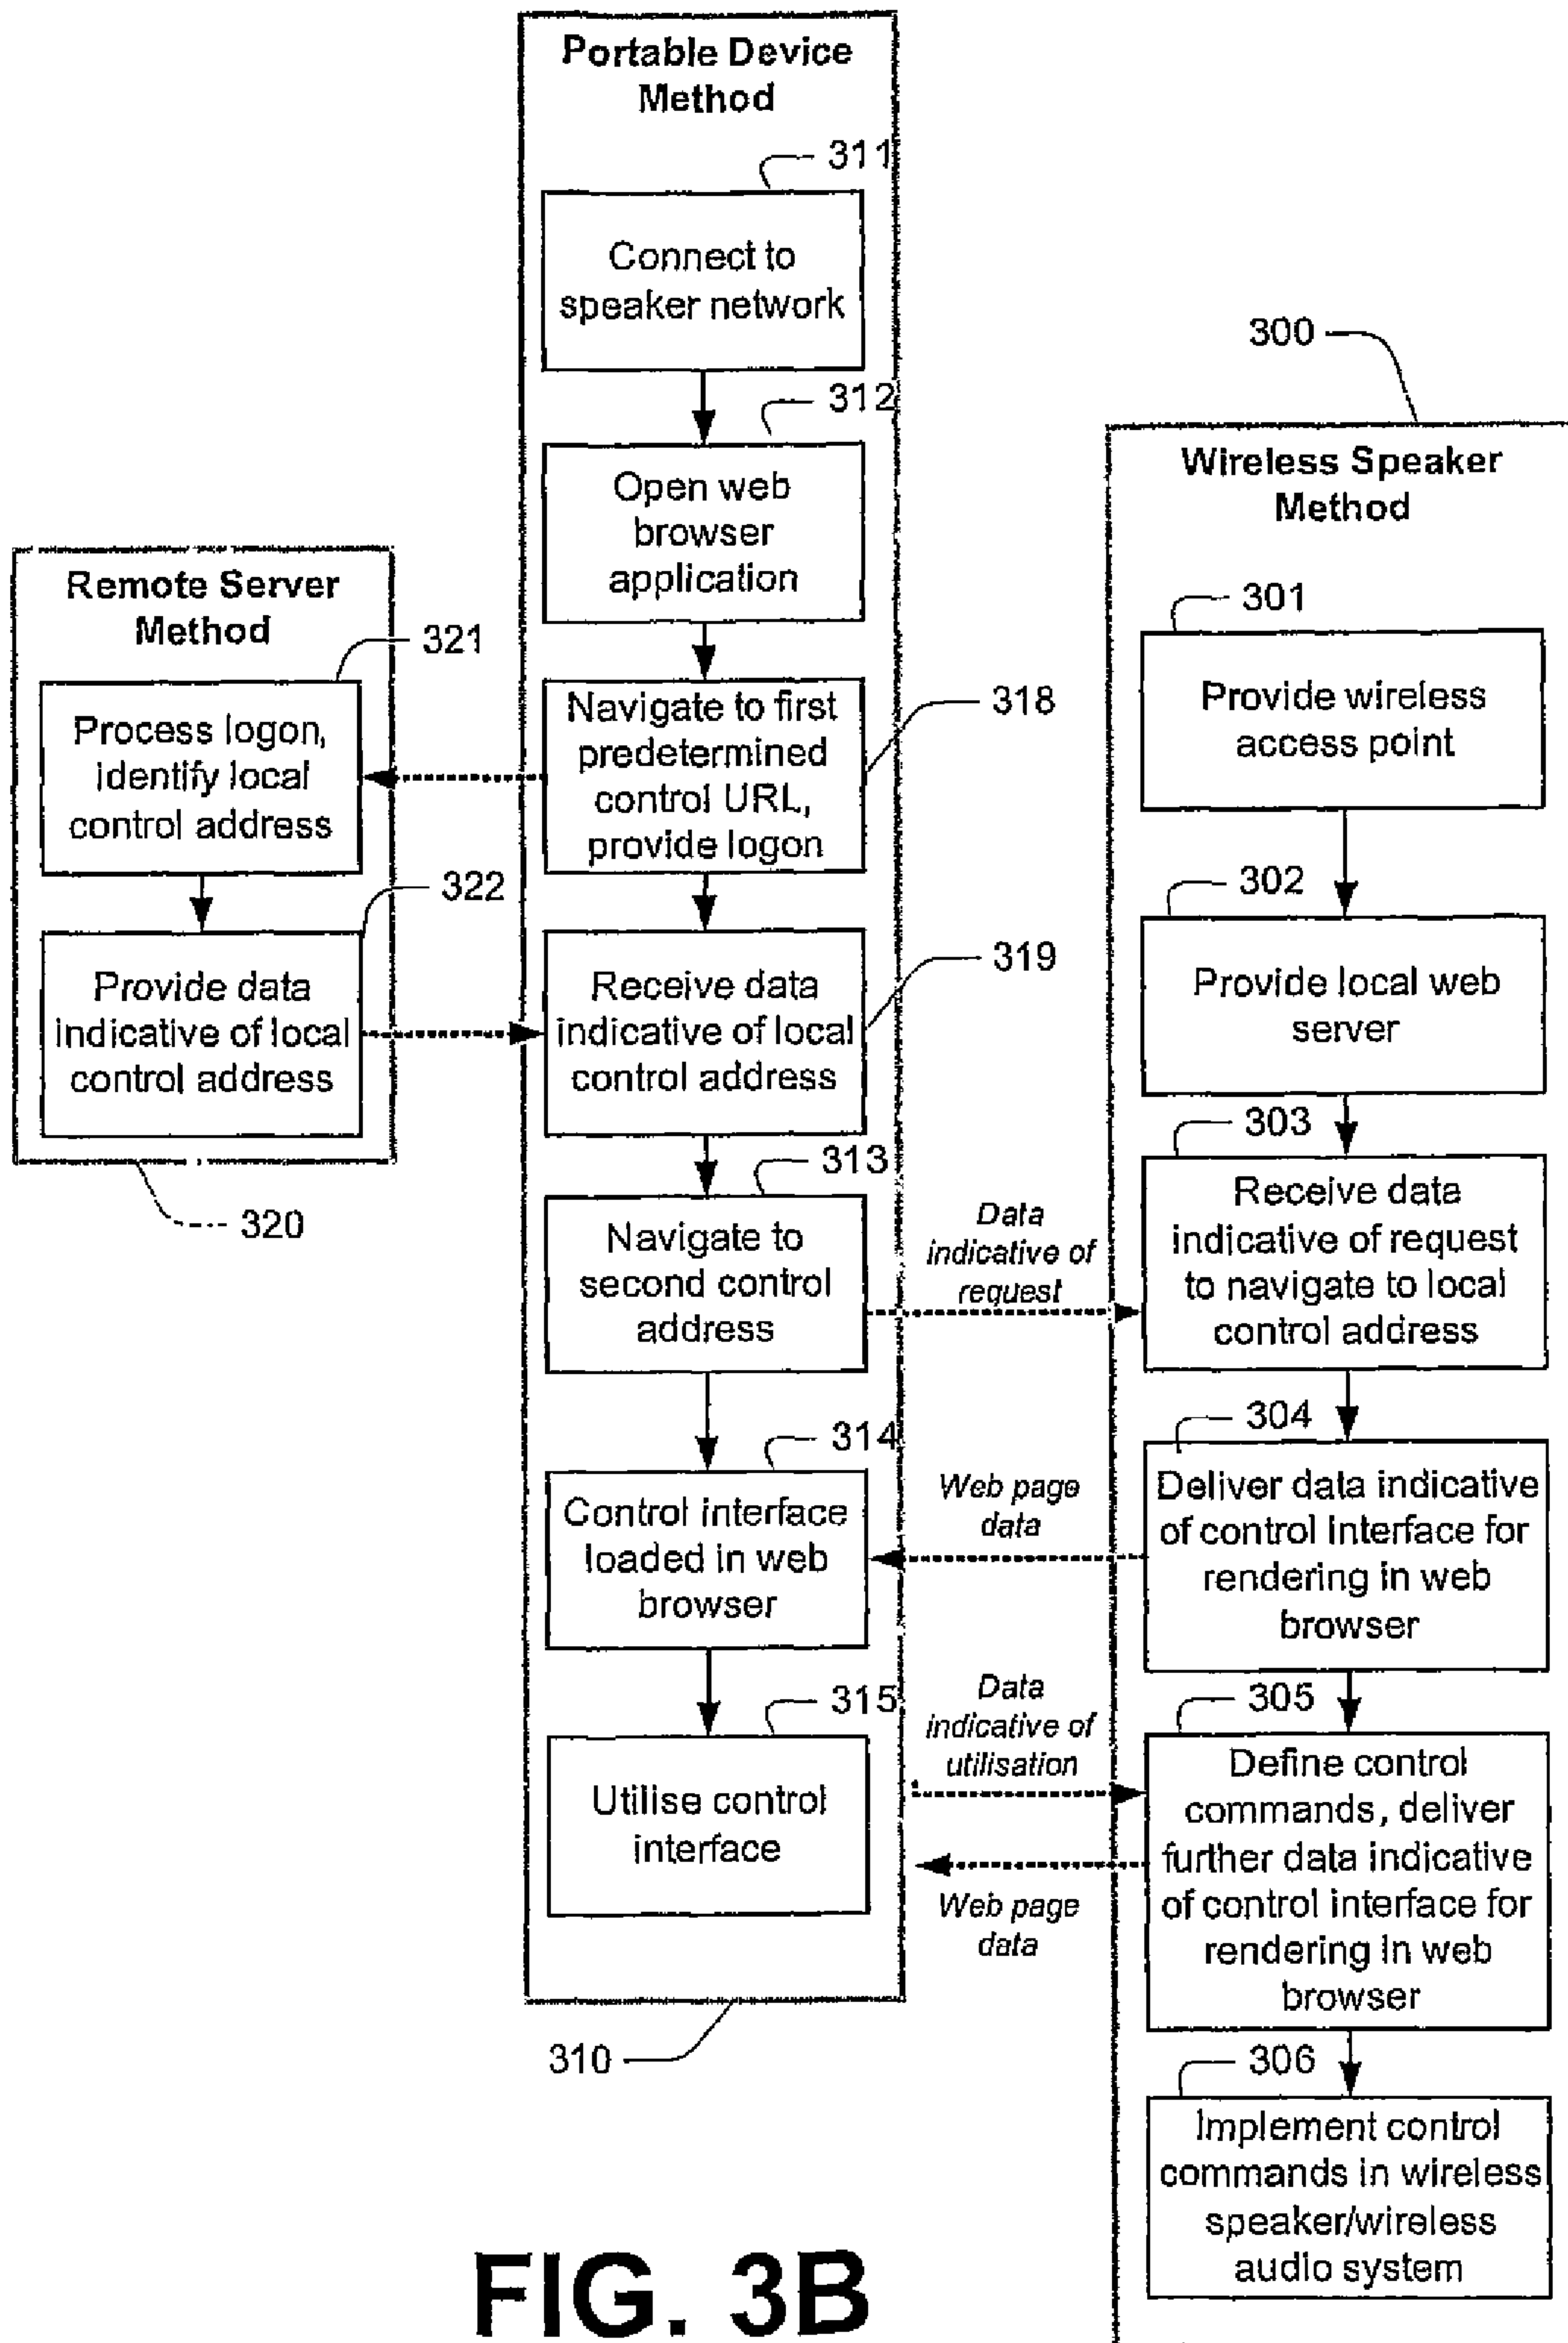 Portable Device
Method
311
Connect to
speaker network
312
Open web
browser
application
318
Navigate to first
predetermined
control URL,
provide logon
319
Receive data
indicative of local
control address
313
Navigate to
second control
address
314
Control interface
loaded in web
browser
315
Utilise control
interface
310
Remote Server
Method
321
Process logon,
identify local
control address
322
Provide data
indicative of local
control address
320
Data
indicative of
request
Web page
data
Data
indicative of
utilisation
Web page
data
300
Wireless Speaker
Method
301
Provide wireless
access point
302
Provide local web
server
303
Receive data
indicative of request
to navigate to local
control address
304
Deliver data indicative
of control interface for
rendering in web
browser
305
Define control
commands, deliver
further data indicative
of control interface for
rendering in web
browser
306
Implement control
commands in wireless
speaker/wireless
audio system
FIG. 3B